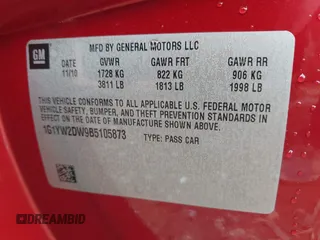 GM
MFD BY GENERAL MOTORS LLC
DATE GVWR GAWR FRT GAWR RR
11/10 1728 KG 822 KG 906 KG
3811 LB 1813 LB 1998 LB
THIS VEHICLE CONFORMS TO ALL APPLICABLE U.S. FEDERAL MOTOR
VEHICLE SAFETY, BUMPER, AND THEFT PREVENTION STANDARDS IN
EFFECT ON THE DATE OF MANUFACTURE SHOWN ABOVE.
1G1YW2DW9B5105873 TYPE: PASS CAR
DREAMBID